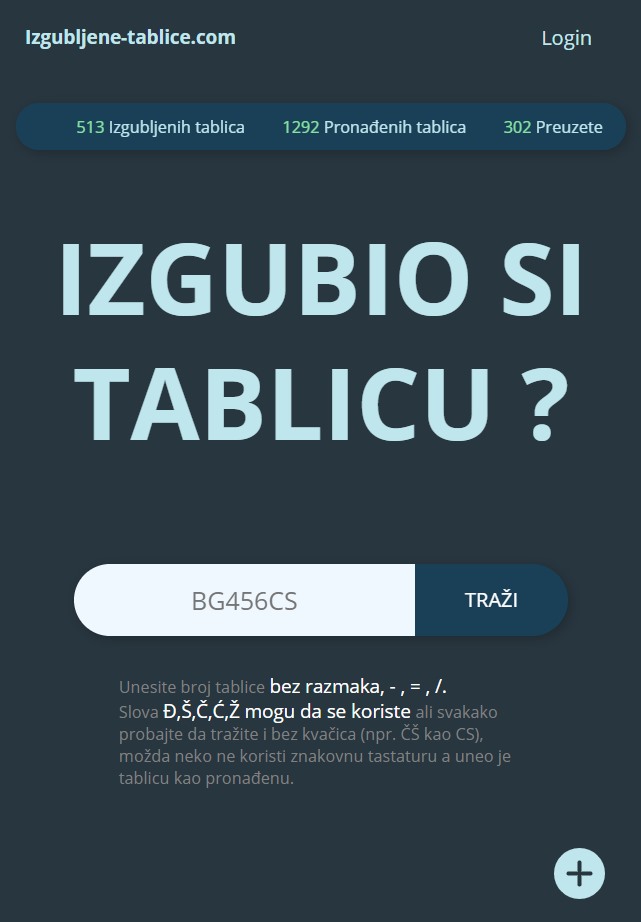 Izgubljene-tablice.com Login
513 Izgubljenih tablica 1292 Pronađenih tablica 302 Preuzete
IZGUBIO SI
TABLICU ?
BG456CS TRAŽI
Unesite broj tablice bez razmaka, - , = , /.
Slova Đ,Š,Č,Ć,Ž mogu da se koriste ali svakako
probajte da tražite i bez kvačica (npr. ČŠ kao CS),
možda neko ne koristi znakovnu tastaturu a uneo je
tablicu kao pronađenu.